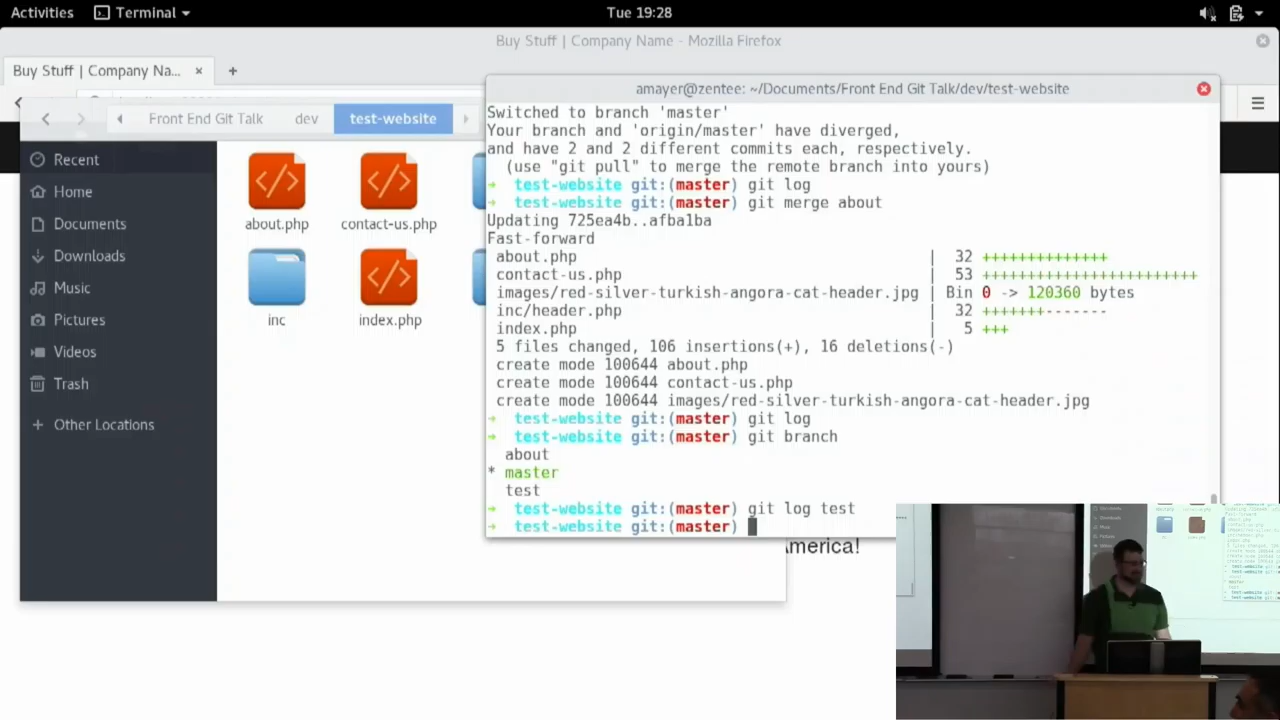 Activities Terminal Tue 19:28
Buy Stuff | Company Name - Mozilla Firefox
Buy Stuff | Company Na... × +
Front End Git Talk dev test-website
Recent
Home
Documents
Downloads
Music
Pictures
Videos
Trash
+ Other Locations
about.php contact-us.php
inc index.php
amayer@zentee: ~/Documents/Front End Git Talk/dev/test-website
Switched to branch 'master'
Your branch and 'origin/master' have diverged,
and have 2 and 2 different commits each, respectively.
(use "git pull" to merge the remote branch into yours)
➜ test-website git:(master) git log
➜ test-website git:(master) git merge about
Updating 725ea4b..afba1ba
Fast-forward
about.php | 32 ++++++++++++++
contact-us.php | 53 ++++++++++++++++++++++++
images/red-silver-turkish-angora-cat-header.jpg | Bin 0 -> 120360 bytes
inc/header.php | 32 +++++++-------
index.php | 5 +++
5 files changed, 106 insertions(+), 16 deletions(-)
create mode 100644 about.php
create mode 100644 contact-us.php
create mode 100644 images/red-silver-turkish-angora-cat-header.jpg
➜ test-website git:(master) git log
➜ test-website git:(master) git branch
about
* master
test
➜ test-website git:(master) git log test
➜ test-website git:(master)
America!